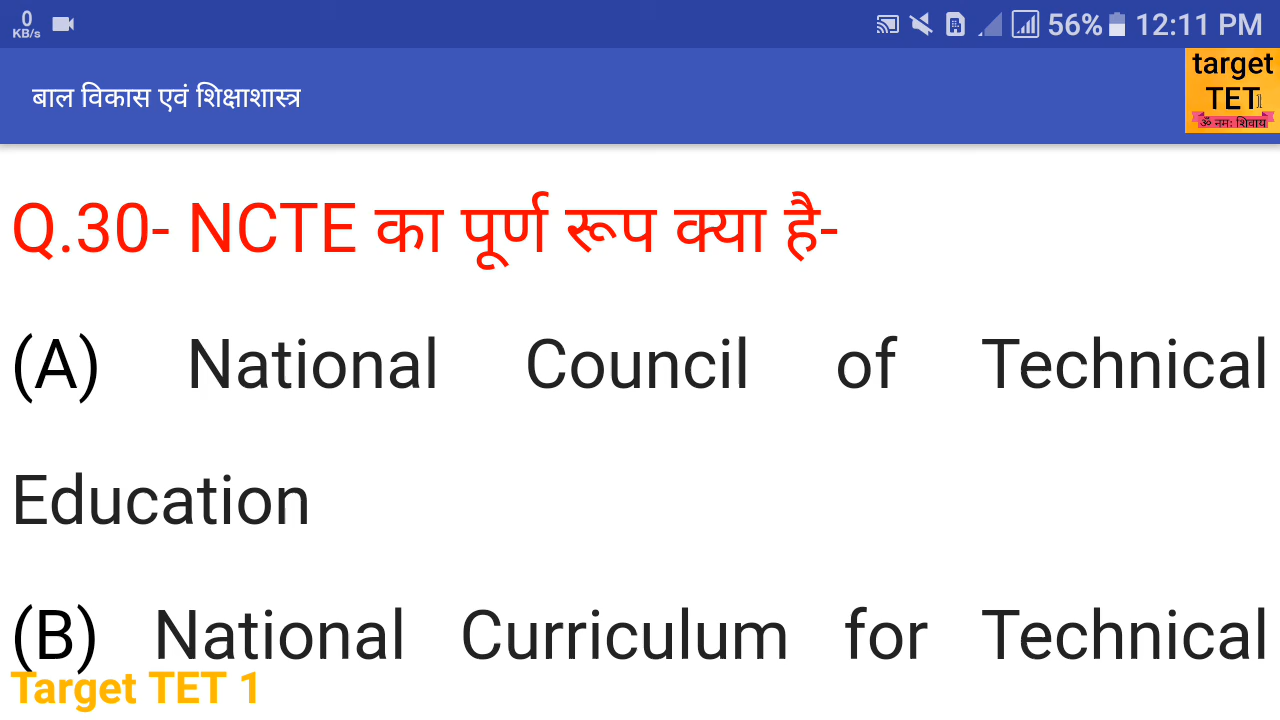 0
KB/s
56% 12:11 PM
बाल विकास एवं शिक्षाशास्त्र
target
TET1
ॐ नमः शिवाय
Q.30- NCTE का पूर्ण रूप क्या है-
(A) National Council of Technical
Education
(B) National Curriculum for Technical
Target TET 1